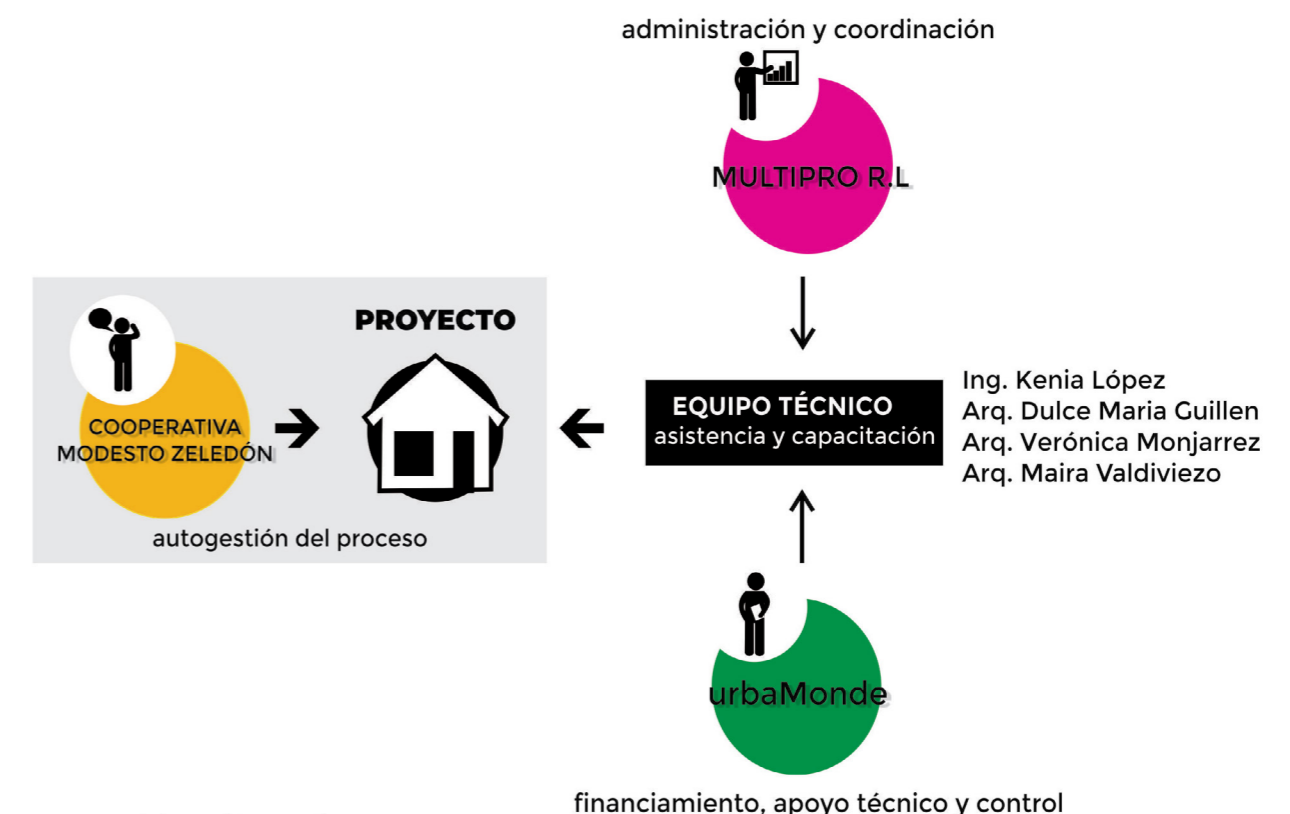 administración y coordinación
MULTIPRO R.L
PROYECTO
COOPERATIVA
MODESTO ZELEDÓN
autogestión del proceso
EQUIPO TÉCNICO
asistencia y capacitación
Ing. Kenia López
Arq. Dulce Maria Guillen
Arq. Verónica Monjarrez
Arq. Maira Valdiviezo
urbaMonde
financiamiento, apoyo técnico y control